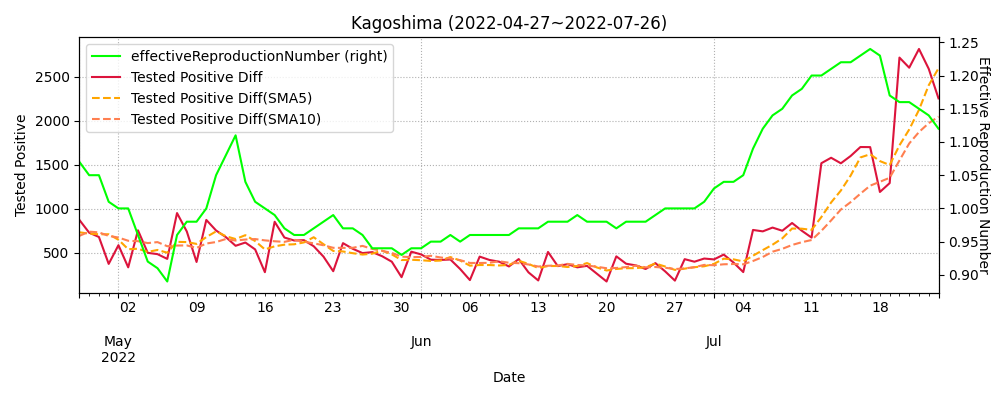 Kagoshima (2022-04-27~2022-07-26)
effectiveReproductionNumber (right)
Tested Positive Diff
Tested Positive Diff(SMA5)
Tested Positive Diff(SMA10)
Tested Positive
2500
2000
1500
1000
500
1.25
1.20
1.15
1.10
1.05
1.00
0.95
0.90
Effective Reproduction Number
02 09 16 23 30 06 13 20 27 04 11 18
May Jun Jul
2022
Date